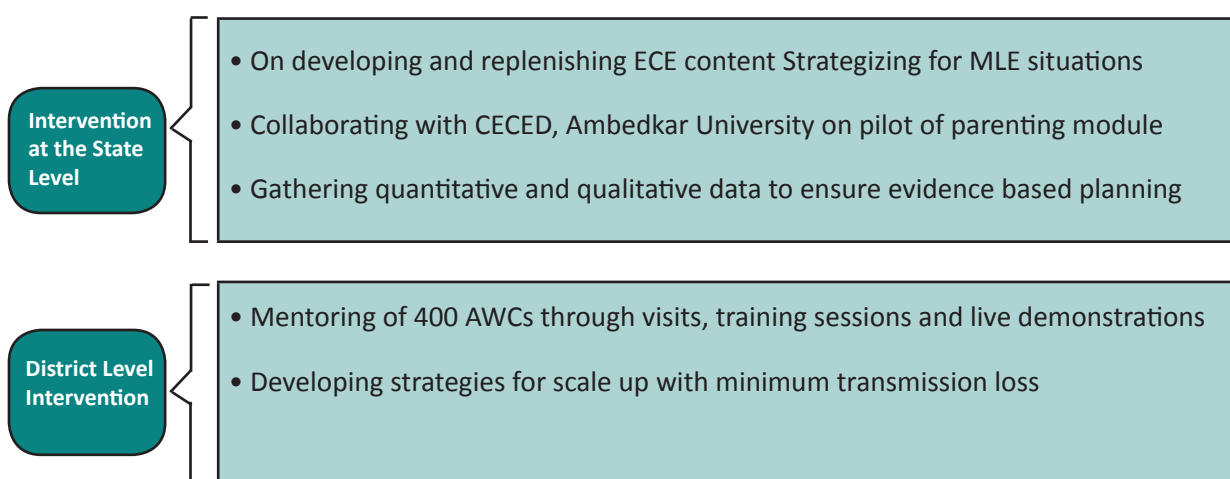 Intervention
at the State
Level
• On developing and replenishing ECE content Strategizing for MLE situations
• Collaborating with CECED, Ambedkar University on pilot of parenting module
• Gathering quantitative and qualitative data to ensure evidence based planning
District Level
Intervention
• Mentoring of 400 AWCs through visits, training sessions and live demonstrations
• Developing strategies for scale up with minimum transmission loss